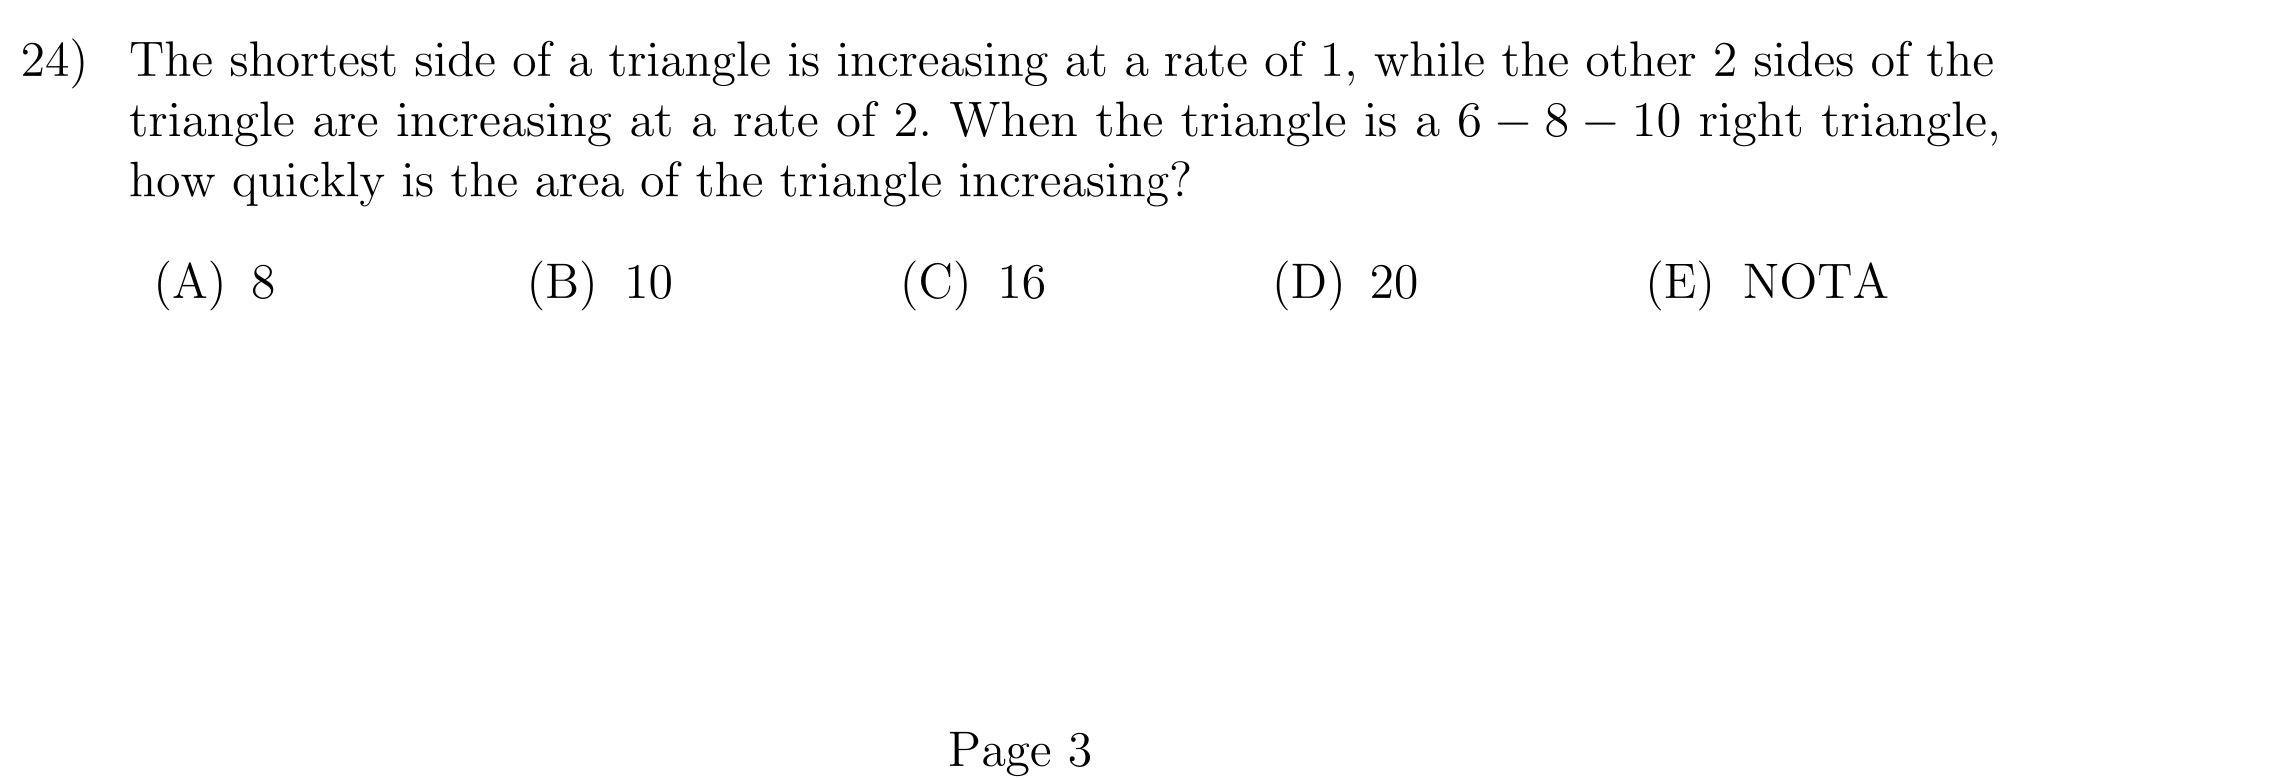 24) The shortest side of a triangle is increasing at a rate of 1, while the other 2 sides of the
triangle are increasing at a rate of 2. When the triangle is a 6 − 8 − 10 right triangle,
how quickly is the area of the triangle increasing?
(A) 8 (B) 10 (C) 16 (D) 20 (E) NOTA
Page 3